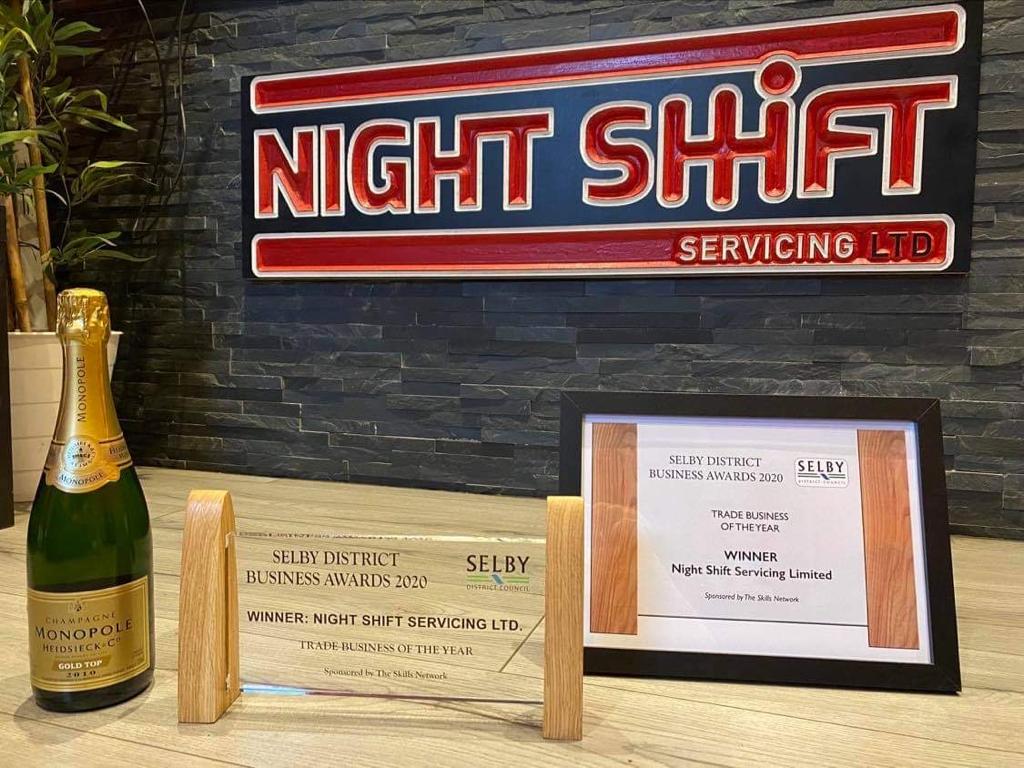 NIGHT SHiFT
SERVICING LTD
MONOPOLE
MONOPOLE
CHAMPAGNE
MONOPOLE
HEIDSIECK & Co
GOLD TOP
2010
SELBY DISTRICT
BUSINESS AWARDS 2020
SELBY
DISTRICT COUNCIL
WINNER: NIGHT SHIFT SERVICING LTD.
TRADE BUSINESS OF THE YEAR
Sponsored by The Skills Network
SELBY DISTRICT
BUSINESS AWARDS 2020
SELBY
DISTRICT COUNCIL
TRADE BUSINESS
OF THE YEAR
WINNER
Night Shift Servicing Limited
Sponsored by The Skills Network